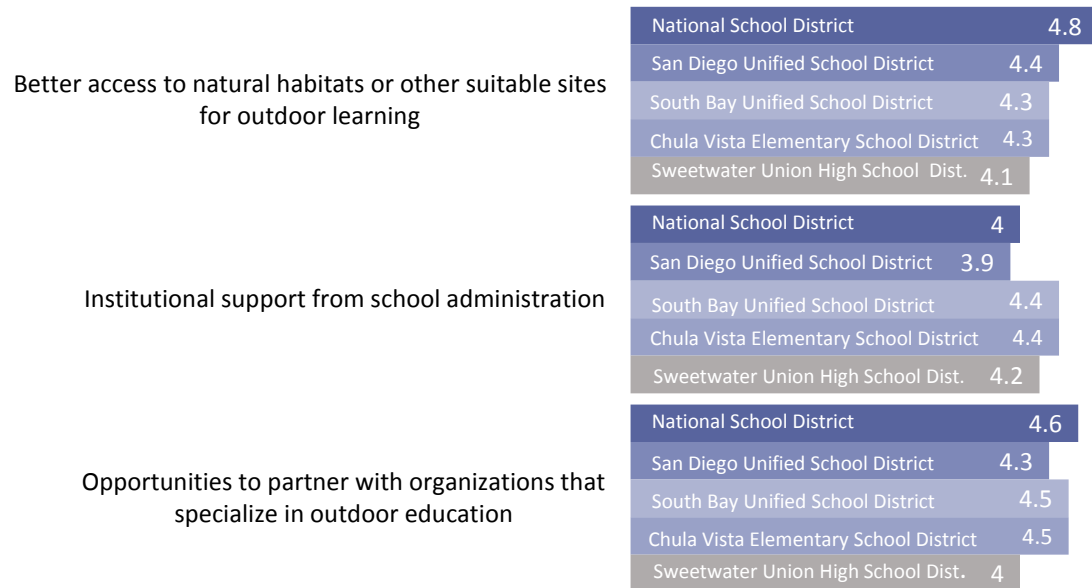 Better access to natural habitats or other suitable sites
for outdoor learning
National School District 4.8
San Diego Unified School District 4.4
South Bay Unified School District 4.3
Chula Vista Elementary School District 4.3
Sweetwater Union High School Dist. 4.1
Institutional support from school administration
National School District 4
San Diego Unified School District 3.9
South Bay Unified School District 4.4
Chula Vista Elementary School District 4.4
Sweetwater Union High School Dist. 4.2
Opportunities to partner with organizations that
specialize in outdoor education
National School District 4.6
San Diego Unified School District 4.3
South Bay Unified School District 4.5
Chula Vista Elementary School District 4.5
Sweetwater Union High School Dist. 4